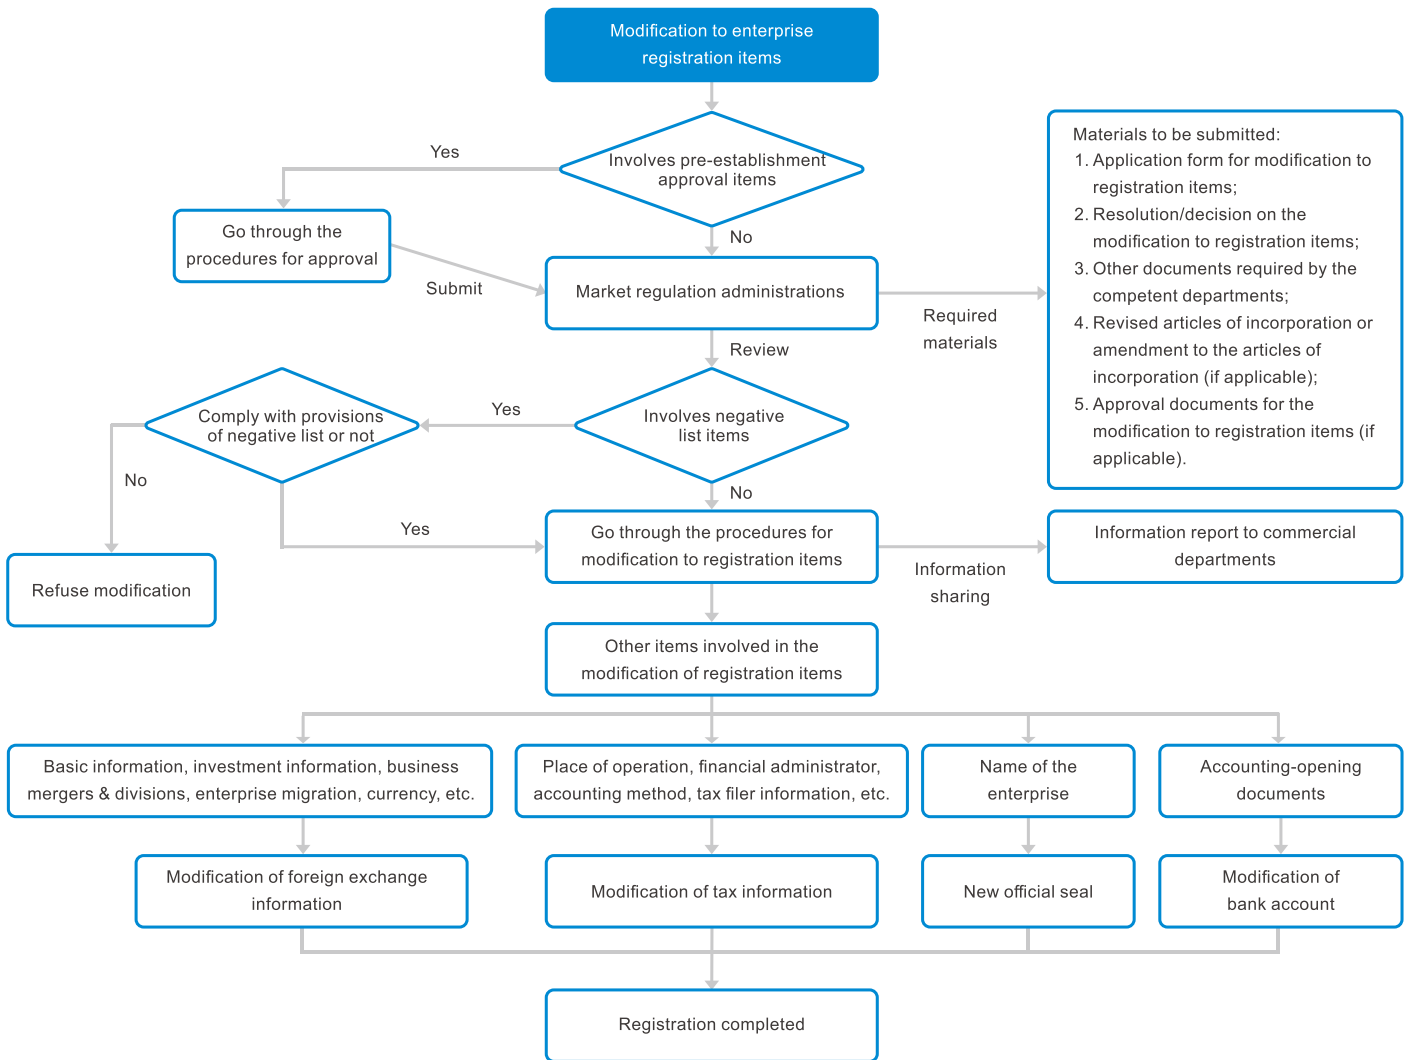 Modification to enterprise
registration items
Yes
Involves pre-establishment
approval items
Go through the
procedures for approval
No
Submit
Market regulation administrations
Required
materials
Materials to be submitted:
1. Application form for modification to
registration items;
2. Resolution/decision on the
modification to registration items;
3. Other documents required by the
competent departments;
4. Revised articles of incorporation or
amendment to the articles of
incorporation (if applicable);
5. Approval documents for the
modification to registration items (if
applicable).
Review
Comply with provisions
of negative list or not
Yes
Involves negative
list items
No
No
Yes
Refuse modification
Go through the procedures for
modification to registration items
Information
sharing
Information report to commercial
departments
Other items involved in the
modification of registration items
Basic information, investment information, business
mergers & divisions, enterprise migration, currency, etc.
Place of operation, financial administrator,
accounting method, tax filer information, etc.
Name of the
enterprise
Accounting-opening
documents
Modification of foreign exchange
information
Modification of tax information
New official seal
Modification of
bank account
Registration completed